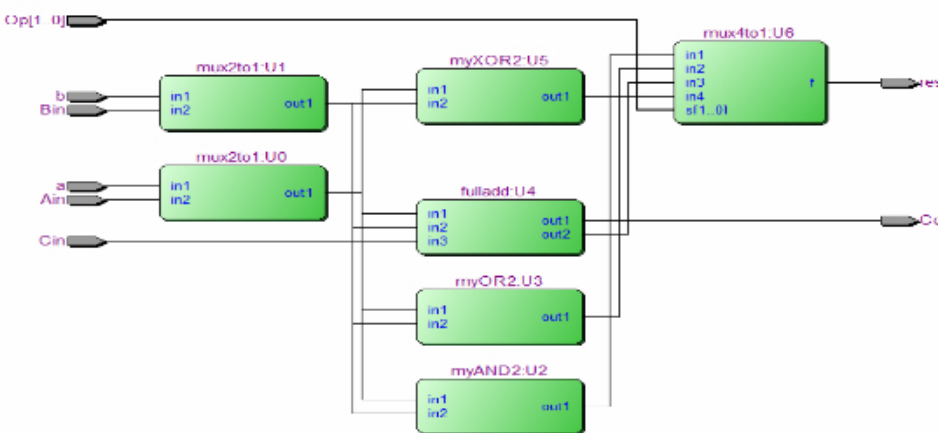 Op[1..0]
mux4to1:U6
in1
in2
in3
in4
s[1..0]
f
res
mux2to1:U1
b
Bin
in1
in2
out1
myXOR2:U5
in1
in2
out1
mux2to1:U0
a
Ain
in1
in2
out1
fulladd:U4
Cin
in1
in2
in3
out1
out2
Co
myOR2:U3
in1
in2
out1
myAND2:U2
in1
in2
out1